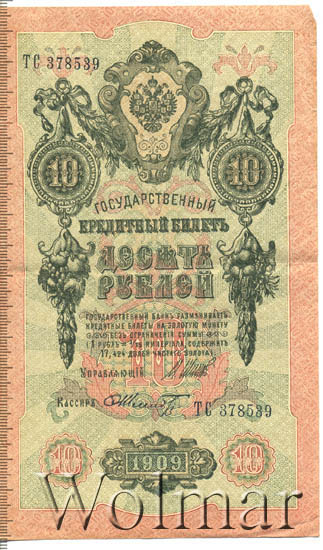 ТС 378539
10 10
ГОСУДАРСТВЕННЫЙ
КРЕДИТНЫЙ БИЛЕТЪ
ДЕСЯТЬ
РУБЛЕЙ
ГОСУДАРСТВЕННЫЙ БАНКЪ РАЗМѢНИВАЕТЪ
КРЕДИТНЫЕ БИЛЕТЫ НА ЗОЛОТУЮ МОНЕТУ
БЕЗЪ ОГРАНИЧЕНІЯ СУММЫ
(1 РУБЛЬ = 1/15 ИМПЕРІАЛА, СОДЕРЖИТЪ
17,424 ДОЛЕЙ ЧИСТАГО ЗОЛОТА).
10
УПРАВЛЯЮЩІЙ
КАССИРЪ
ТС 378539
10 1909 10
Wolmar